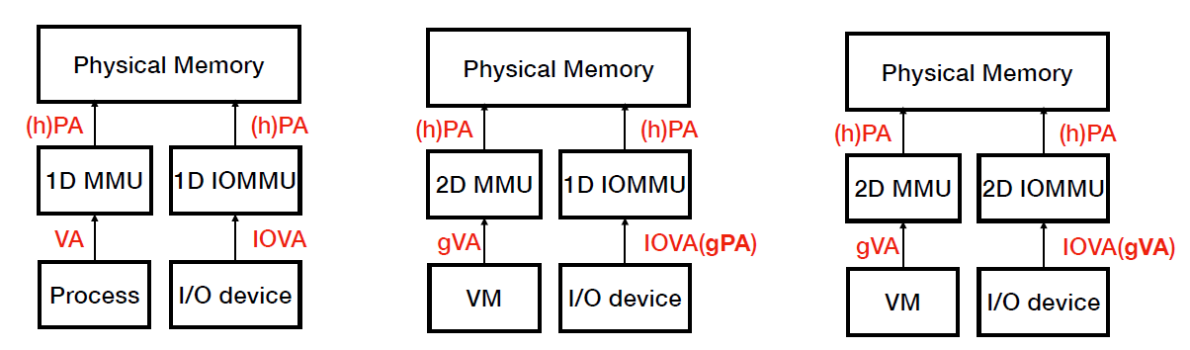 Physical Memory
(h)PA
(h)PA
1D MMU
1D IOMMU
VA
IOVA
Process
I/O device
Physical Memory
(h)PA
(h)PA
2D MMU
1D IOMMU
gVA
IOVA(gPA)
VM
I/O device
Physical Memory
(h)PA
(h)PA
2D MMU
2D IOMMU
gVA
IOVA(gVA)
VM
I/O device